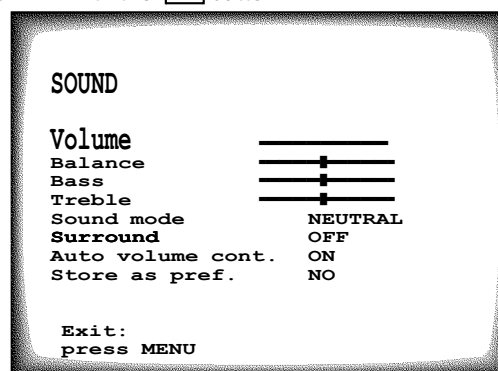 SOUND
Volume
Balance
Bass
Treble
Sound mode NEUTRAL
Surround OFF
Auto volume cont. ON
Store as pref. NO
Exit:
press MENU